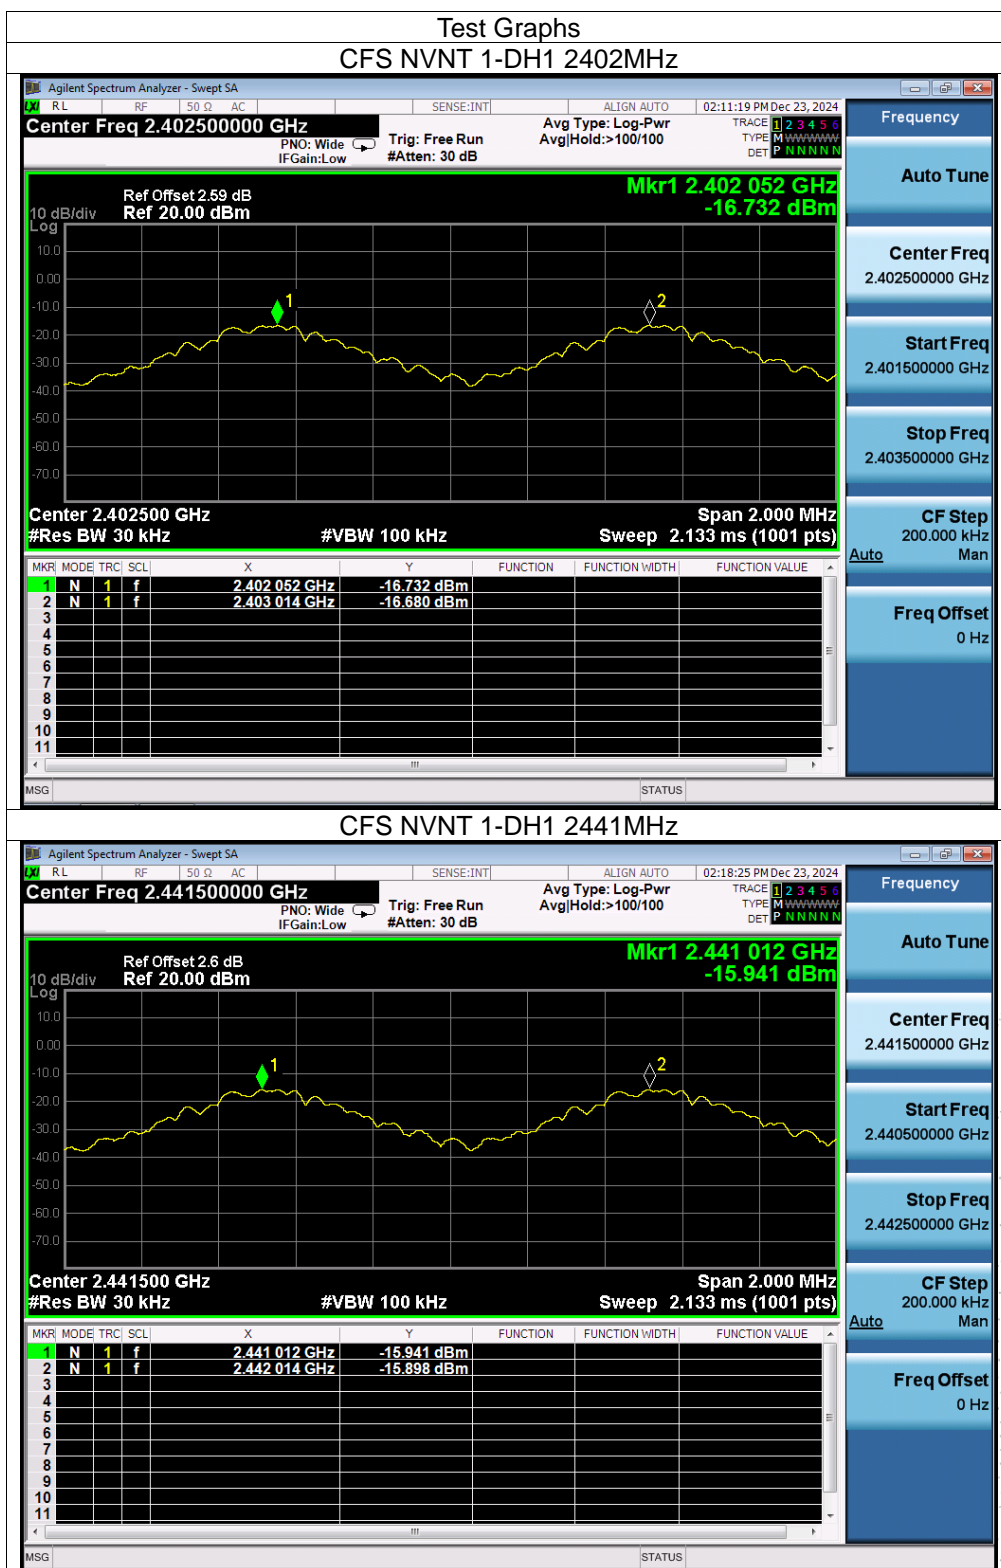 Test Graphs
CFS NVNT 1-DH1 2402MHz
Agilent Spectrum Analyzer - Swept SA
LXI RL RF 50 Ω AC SENSE:INT ALIGN AUTO 02:11:19 PM Dec 23, 2024
Center Freq 2.402500000 GHz
PNO: Wide
IFGain:Low
Trig: Free Run
#Atten: 30 dB
Avg Type: Log-Pwr
Avg|Hold:>100/100
TRACE 1 2 3 4 5 6
TYPE M WWWWW
DET P N N N N N
Frequency
Auto Tune
Center Freq
2.402500000 GHz
Start Freq
2.401500000 GHz
Stop Freq
2.403500000 GHz
CF Step
200.000 kHz
Auto Man
Freq Offset
0 Hz
Mkr1 2.402 052 GHz
-16.732 dBm
Ref Offset 2.59 dB
10 dB/div Ref 20.00 dBm
Log
10.0
0.00
-10.0
-20.0
-30.0
-40.0
-50.0
-60.0
-70.0
1
2
Center 2.402500 GHz Span 2.000 MHz
#Res BW 30 kHz #VBW 100 kHz Sweep 2.133 ms (1001 pts)
MKR MODE TRC SCL X Y FUNCTION FUNCTION WIDTH FUNCTION VALUE
1 N 1 f 2.402 052 GHz -16.732 dBm
2 N 1 f 2.403 014 GHz -16.680 dBm
3
4
5
6
7
8
9
10
11
MSG STATUS
CFS NVNT 1-DH1 2441MHz
Agilent Spectrum Analyzer - Swept SA
LXI RL RF 50 Ω AC SENSE:INT ALIGN AUTO 02:18:25 PM Dec 23, 2024
Center Freq 2.441500000 GHz
PNO: Wide
IFGain:Low
Trig: Free Run
#Atten: 30 dB
Avg Type: Log-Pwr
Avg|Hold:>100/100
TRACE 1 2 3 4 5 6
TYPE M WWWWW
DET P N N N N N
Frequency
Auto Tune
Center Freq
2.441500000 GHz
Start Freq
2.440500000 GHz
Stop Freq
2.442500000 GHz
CF Step
200.000 kHz
Auto Man
Freq Offset
0 Hz
Mkr1 2.441 012 GHz
-15.941 dBm
Ref Offset 2.6 dB
10 dB/div Ref 20.00 dBm
Log
10.0
0.00
-10.0
-20.0
-30.0
-40.0
-50.0
-60.0
-70.0
1
2
Center 2.441500 GHz Span 2.000 MHz
#Res BW 30 kHz #VBW 100 kHz Sweep 2.133 ms (1001 pts)
MKR MODE TRC SCL X Y FUNCTION FUNCTION WIDTH FUNCTION VALUE
1 N 1 f 2.441 012 GHz -15.941 dBm
2 N 1 f 2.442 014 GHz -15.898 dBm
3
4
5
6
7
8
9
10
11
MSG STATUS